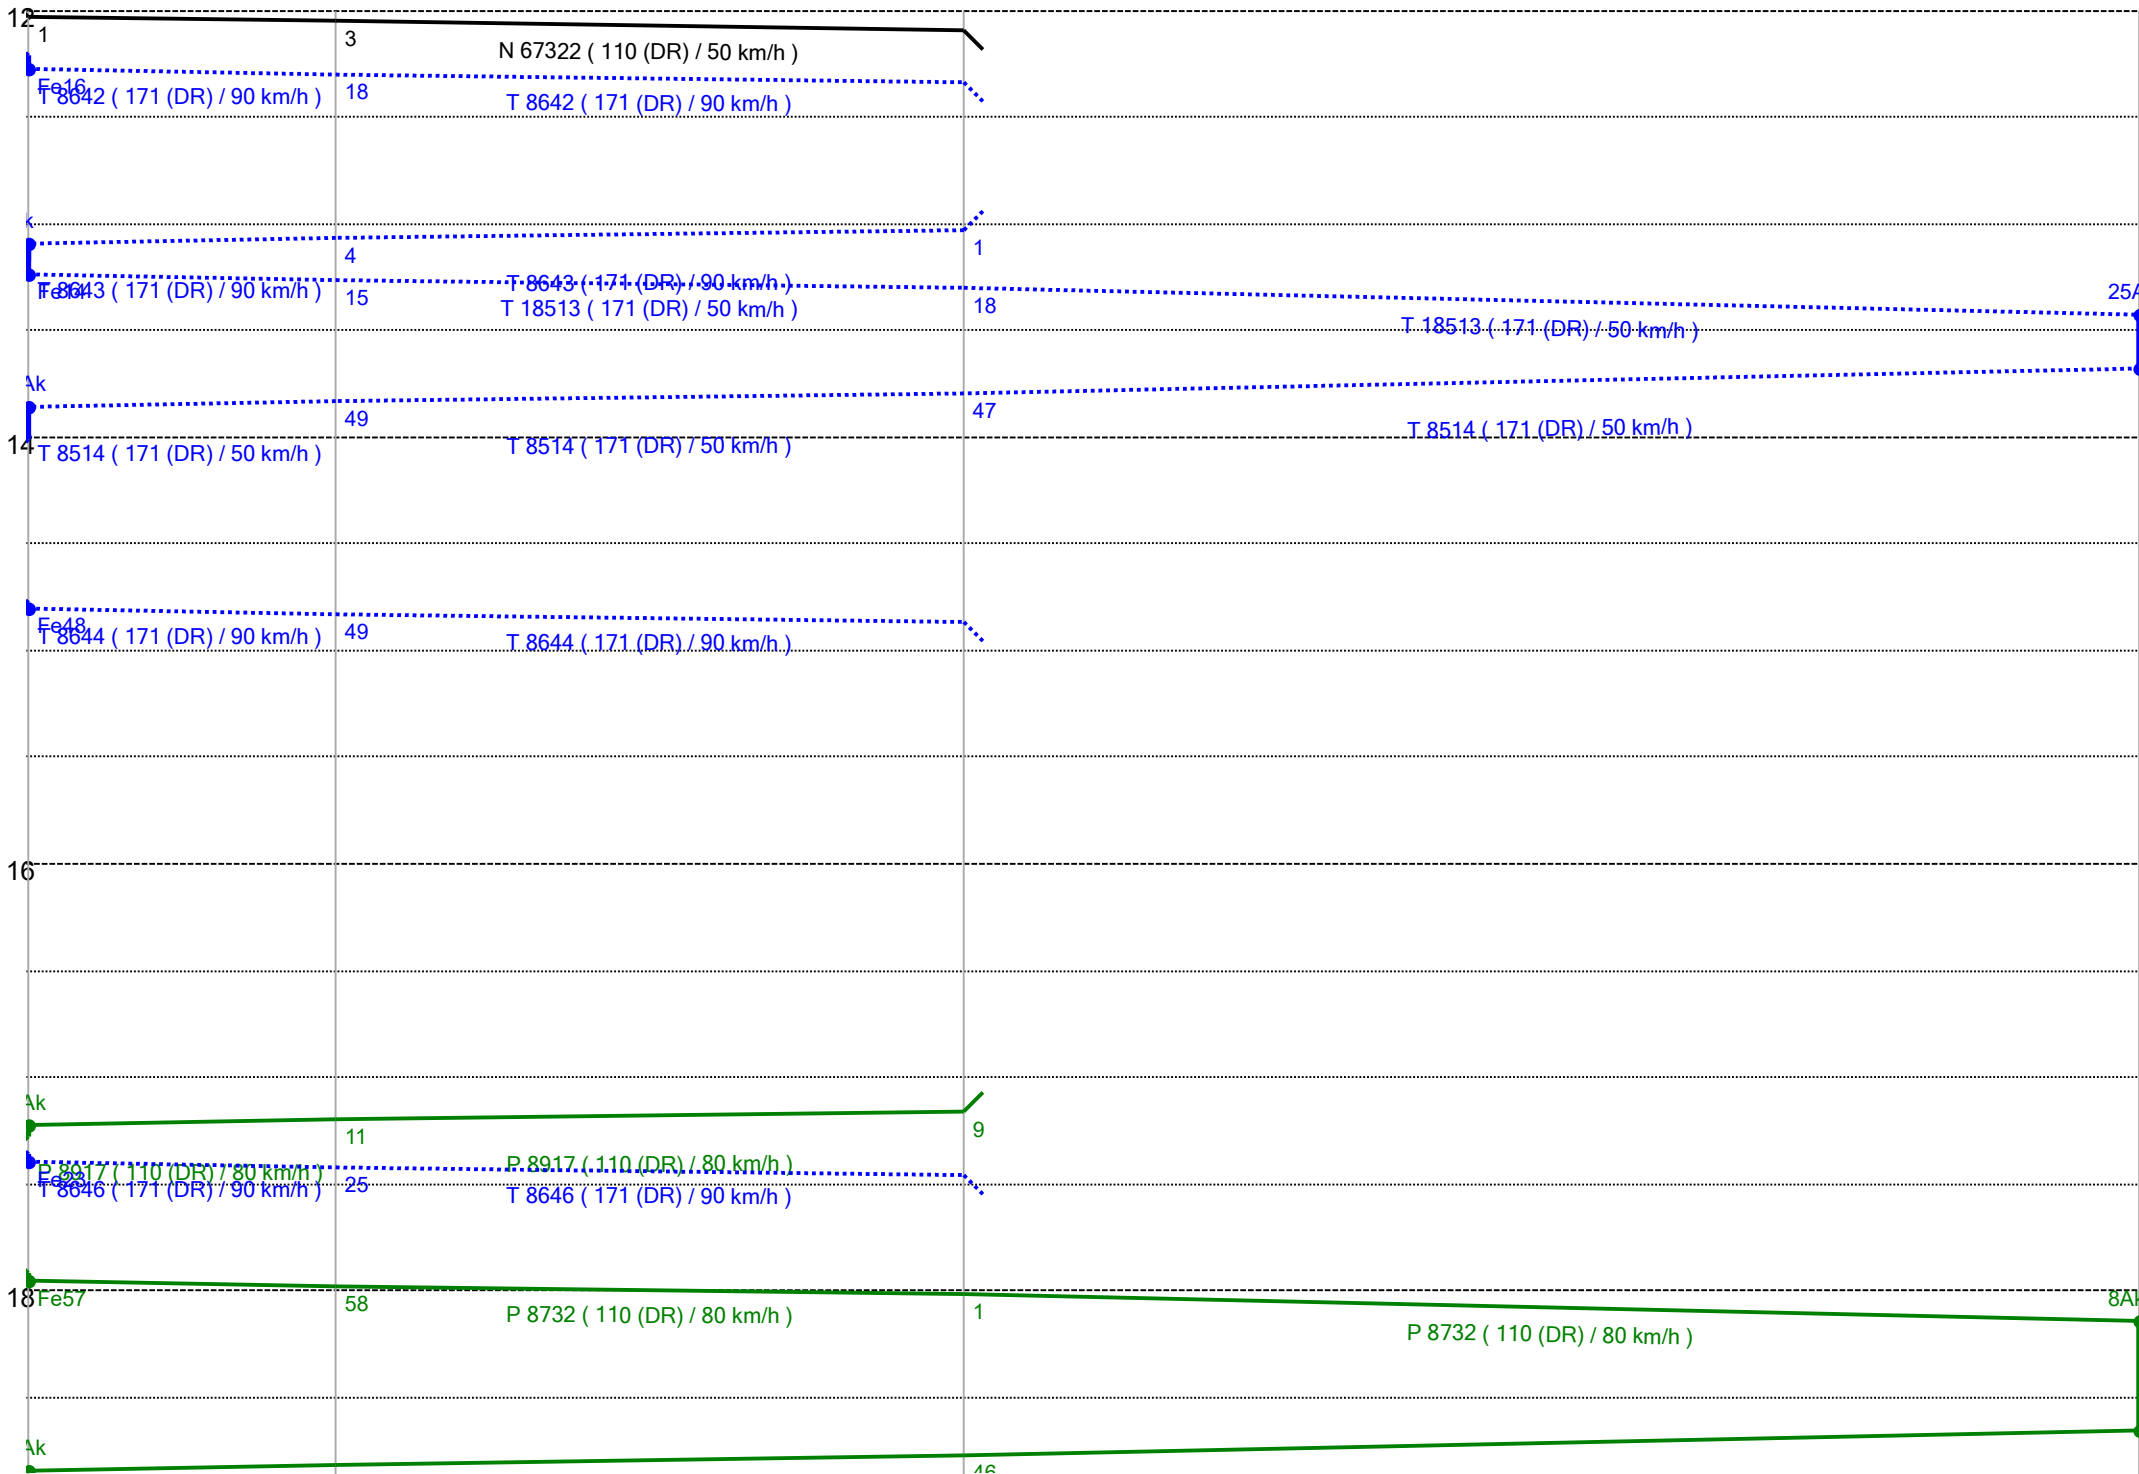 12
1
3
N 67322 ( 110 (DR) / 50 km/h )
Fe16
T 8642 ( 171 (DR) / 90 km/h )
18
T 8642 ( 171 (DR) / 90 km/h )
k
4
1
T 8643 ( 171 (DR) / 90 km/h )
Fe14
T 8643 ( 171 (DR) / 90 km/h )
15
T 18513 ( 171 (DR) / 50 km/h )
18
25A
T 18513 ( 171 (DR) / 50 km/h )
Ak
49
47
14
T 8514 ( 171 (DR) / 50 km/h )
T 8514 ( 171 (DR) / 50 km/h )
T 8514 ( 171 (DR) / 50 km/h )
Fe48
T 8644 ( 171 (DR) / 90 km/h )
49
T 8644 ( 171 (DR) / 90 km/h )
16
Ak
11
9
P 8917 ( 110 (DR) / 80 km/h )
P 8917 ( 110 (DR) / 80 km/h )
Fe23
T 8646 ( 171 (DR) / 90 km/h )
25
T 8646 ( 171 (DR) / 90 km/h )
18
Fe57
58
P 8732 ( 110 (DR) / 80 km/h )
1
8Ak
P 8732 ( 110 (DR) / 80 km/h )
Ak
46